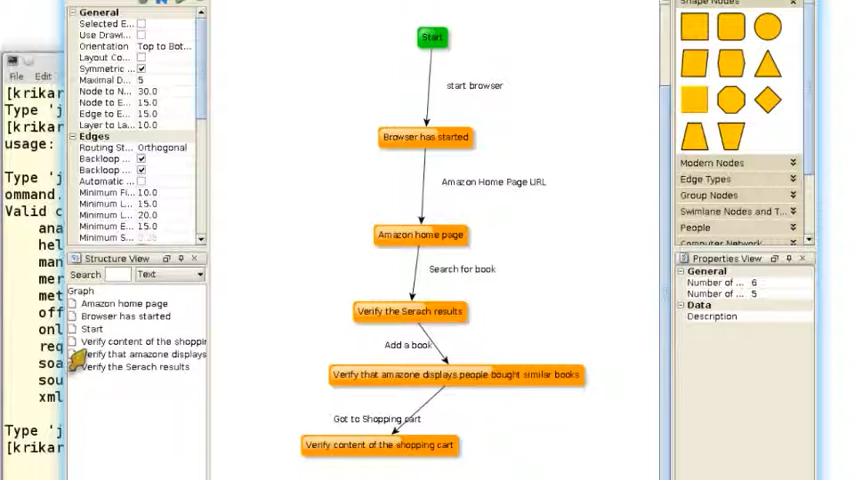 File Edit
[krikar
Type 'j
[krikar
usage:
Type 'j
ommand.
Valid c
ana
hel
man
mer
met
off
onl
req
soa
sou
xml
Type 'j
[krikar
General
Selected E...
Use Drawi...
Orientation Top to Bot...
Layout Co...
Symmetric ...
Maximal D... 5
Node to N... 30.0
Node to E... 15.0
Edge to E... 15.0
Layer to La... 10.0
Edges
Routing St... Orthogonal
Backloop ...
Backloop ...
Automatic ...
Minimum Fi... 10.0
Minimum L... 15.0
Minimum L... 20.0
Minimum E... 15.0
Minimum S...
Structure View
Search Text
Graph
Amazon home page
Browser has started
Start
Verify content of the shoppin
erify that amazone displays
erify the Serach results
Start
start browser
Browser has started
Amazon Home Page URL
Amazon home page
Search for book
Verify the Serach results
Add a book
Verify that amazone displays people bought similar books
Got to Shopping cart
Verify content of the shopping cart
Shape Nodes
Modern Nodes
Edge Types
Group Nodes
Swimlane Nodes and T...
People
Computer Network
Properties View
General
Number of ... 6
Number of ... 5
Data
Description